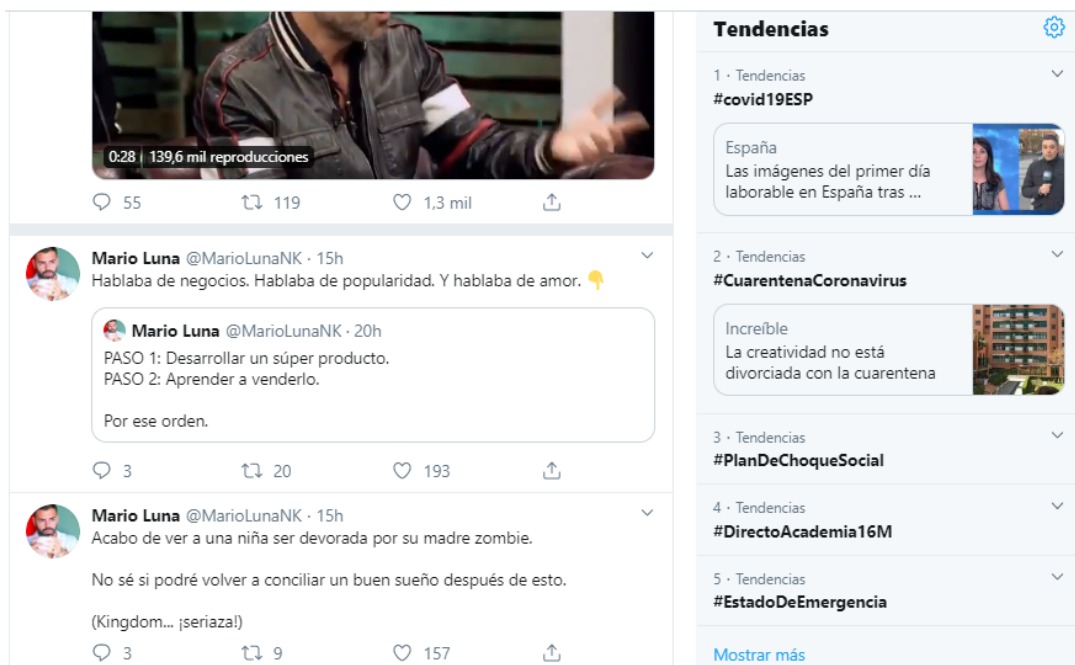 0:28 | 139,6 mil reproducciones
55 119 1,3 mil
Mario Luna @MarioLunaNK · 15h
Hablaba de negocios. Hablaba de popularidad. Y hablaba de amor. 👇
Mario Luna @MarioLunaNK · 20h
PASO 1: Desarrollar un súper producto.
PASO 2: Aprender a venderlo.
Por ese orden.
3 20 193
Mario Luna @MarioLunaNK · 15h
Acabo de ver a una niña ser devorada por su madre zombie.
No sé si podré volver a conciliar un buen sueño después de esto.
(Kingdom... ¡seriaza!)
3 9 157
Tendencias
1 · Tendencias
#covid19ESP
España
Las imágenes del primer día
laborable en España tras ...
2 · Tendencias
#CuarentenaCoronavirus
Increíble
La creatividad no está
divorciada con la cuarentena
3 · Tendencias
#PlanDeChoqueSocial
4 · Tendencias
#DirectoAcademia16M
5 · Tendencias
#EstadoDeEmergencia
Mostrar más